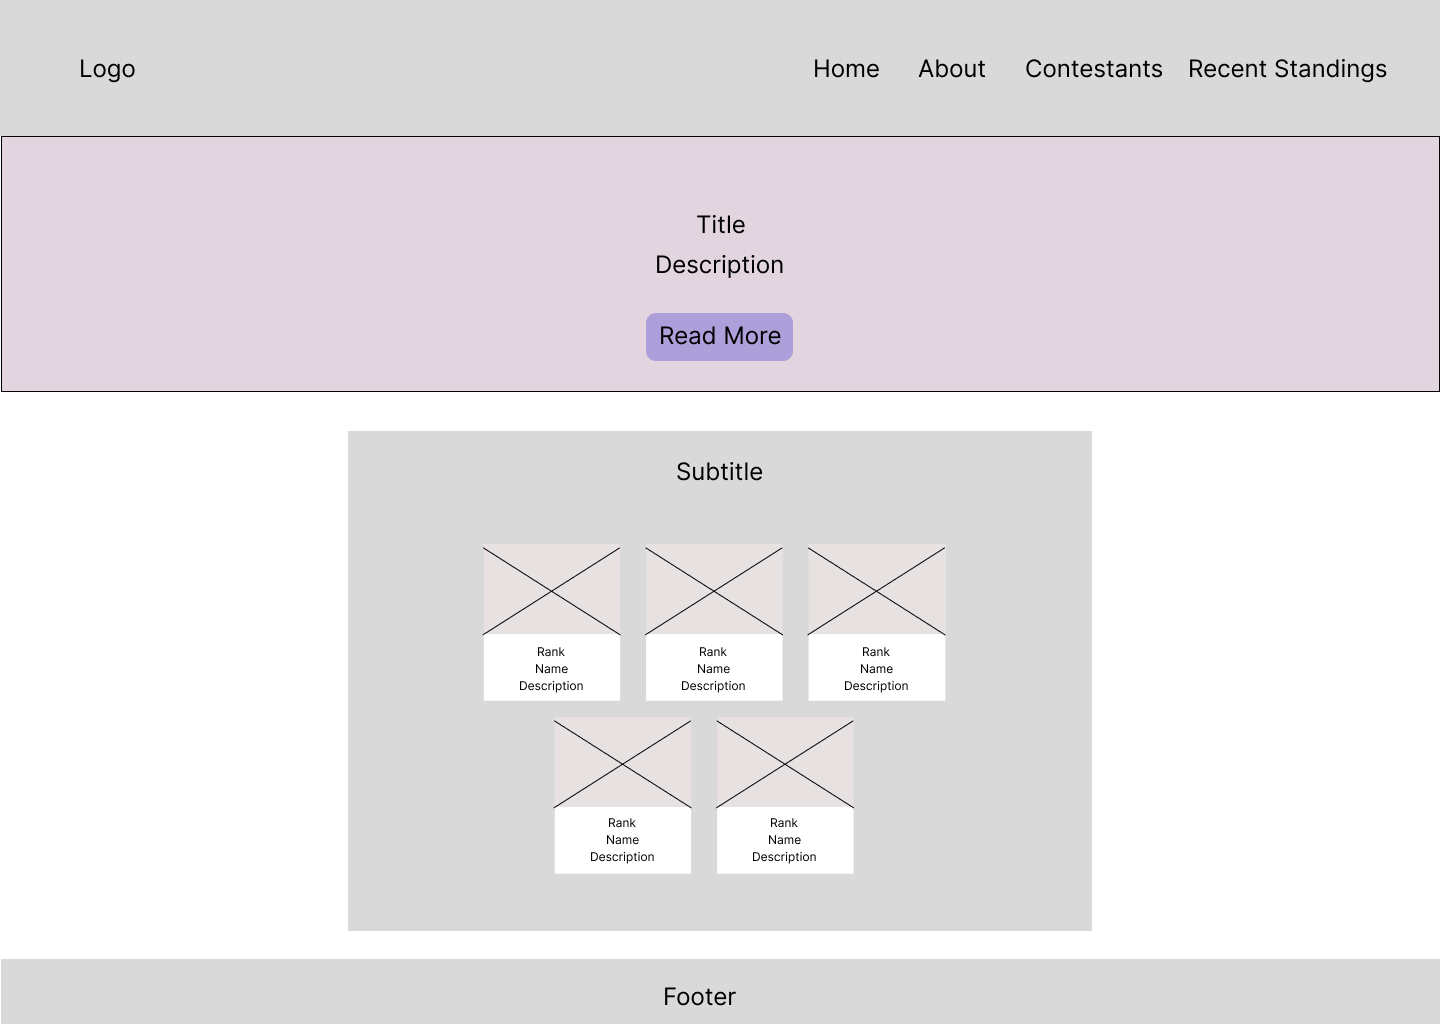 Logo Home About Contestants Recent Standings
Title
Description
Read More
Subtitle
Rank
Name
Description
Rank
Name
Description
Rank
Name
Description
Rank
Name
Description
Rank
Name
Description
Footer